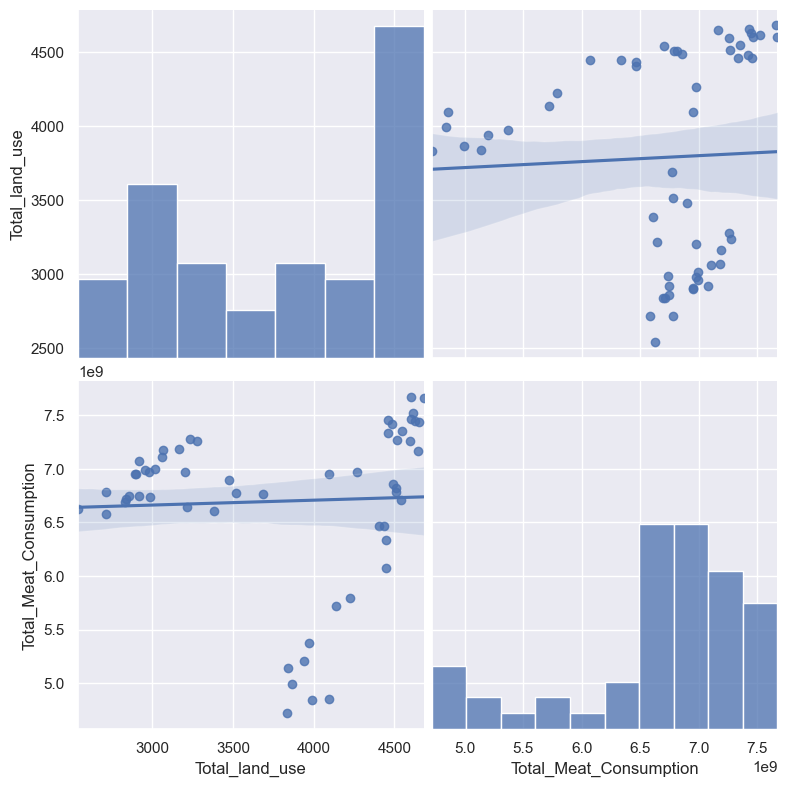 4500
4000
3500
3000
2500
Total_land_use
1e9
7.5
7.0
6.5
6.0
5.5
5.0
Total_Meat_Consumption
3000 3500 4000 4500
Total_land_use
5.0 5.5 6.0 6.5 7.0 7.5
Total_Meat_Consumption
1e9